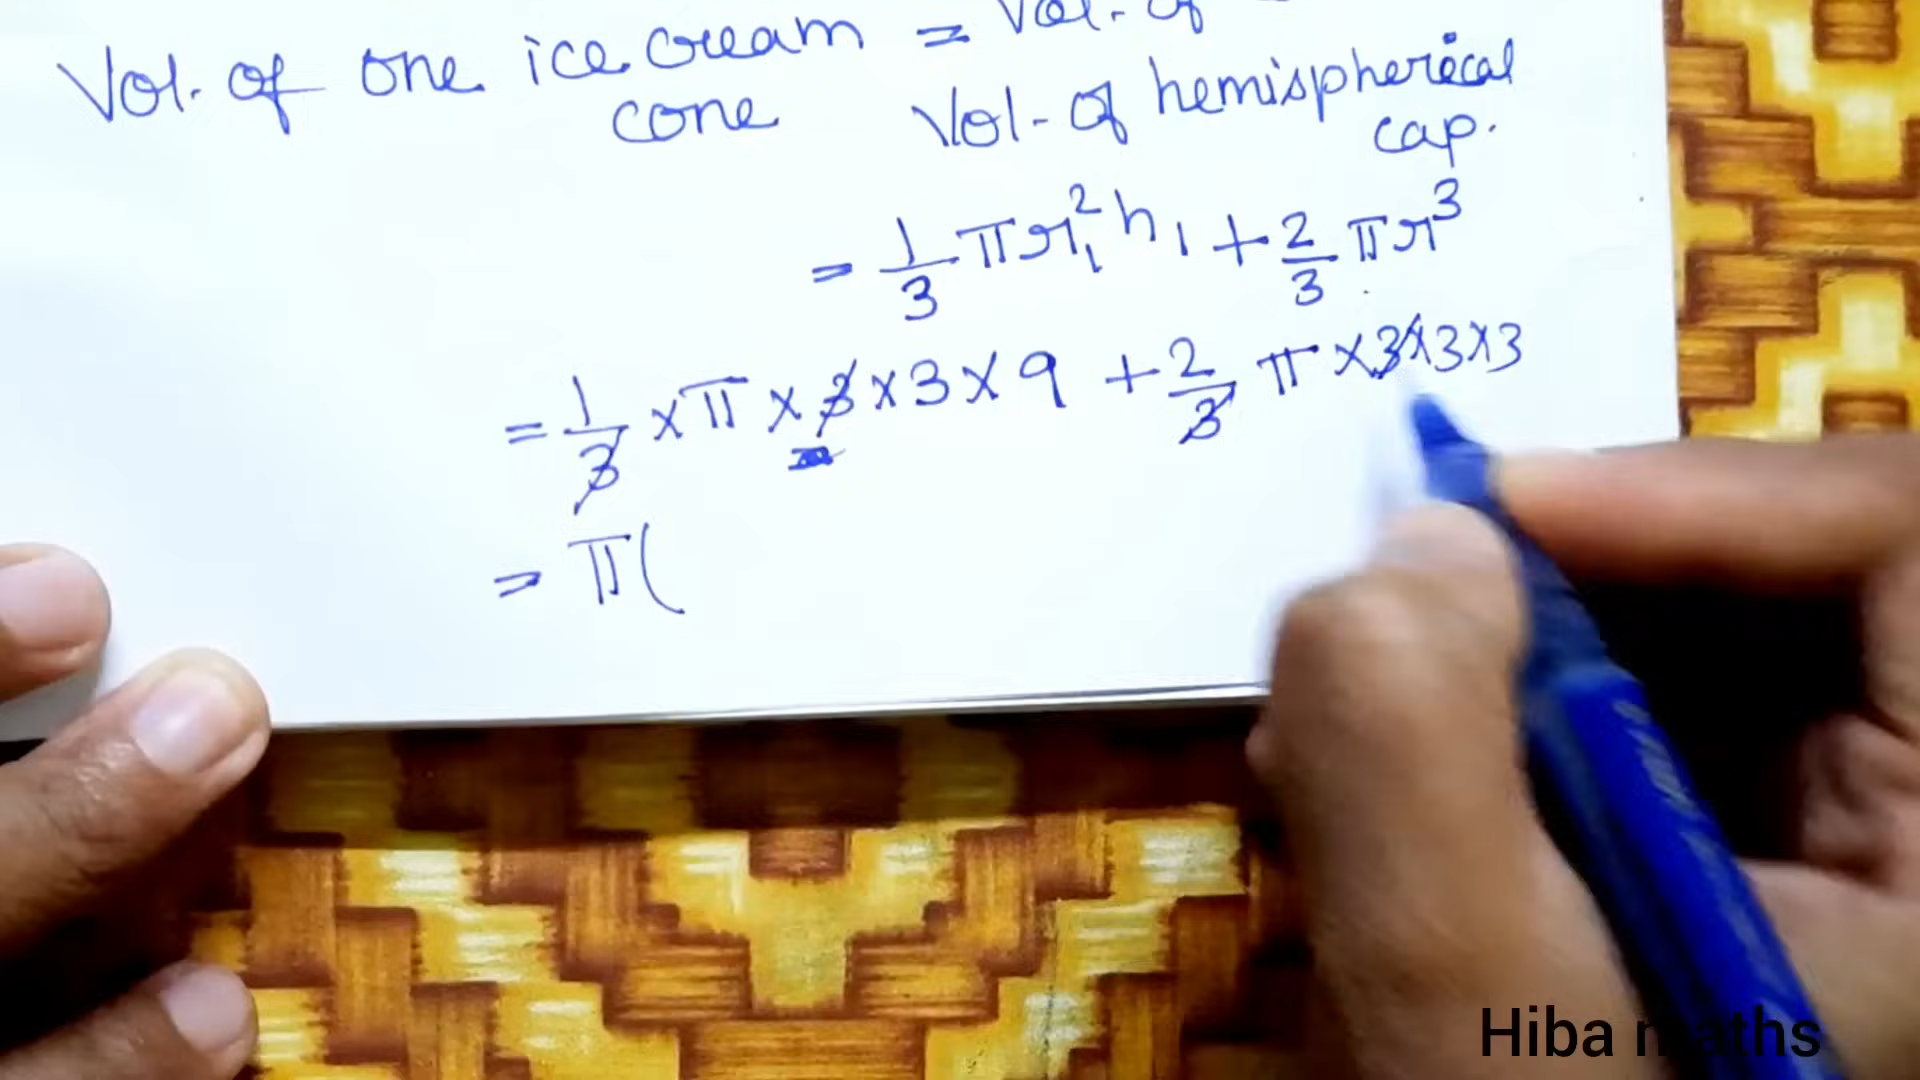 Vol. of one ice cream = Vol. of
cone Vol - of hemispherical
cap.
= 1/3 πr₁²h₁ + 2/3 πr³
= 1/3 × π × 3 × 3 × 9 + 2/3 π × 3 × 3 × 3
= π(
Hiba maths